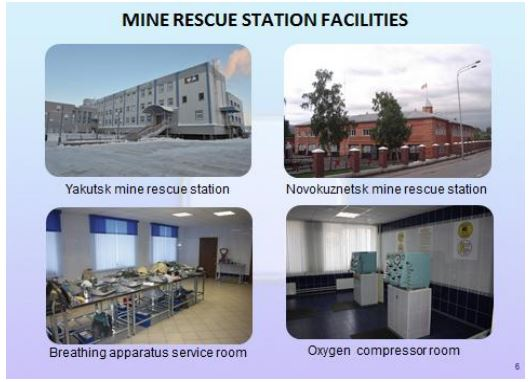 MINE RESCUE STATION FACILITIES
Yakutsk mine rescue station
Novokuznetsk mine rescue station
Breathing apparatus service room
Oxygen compressor room
6